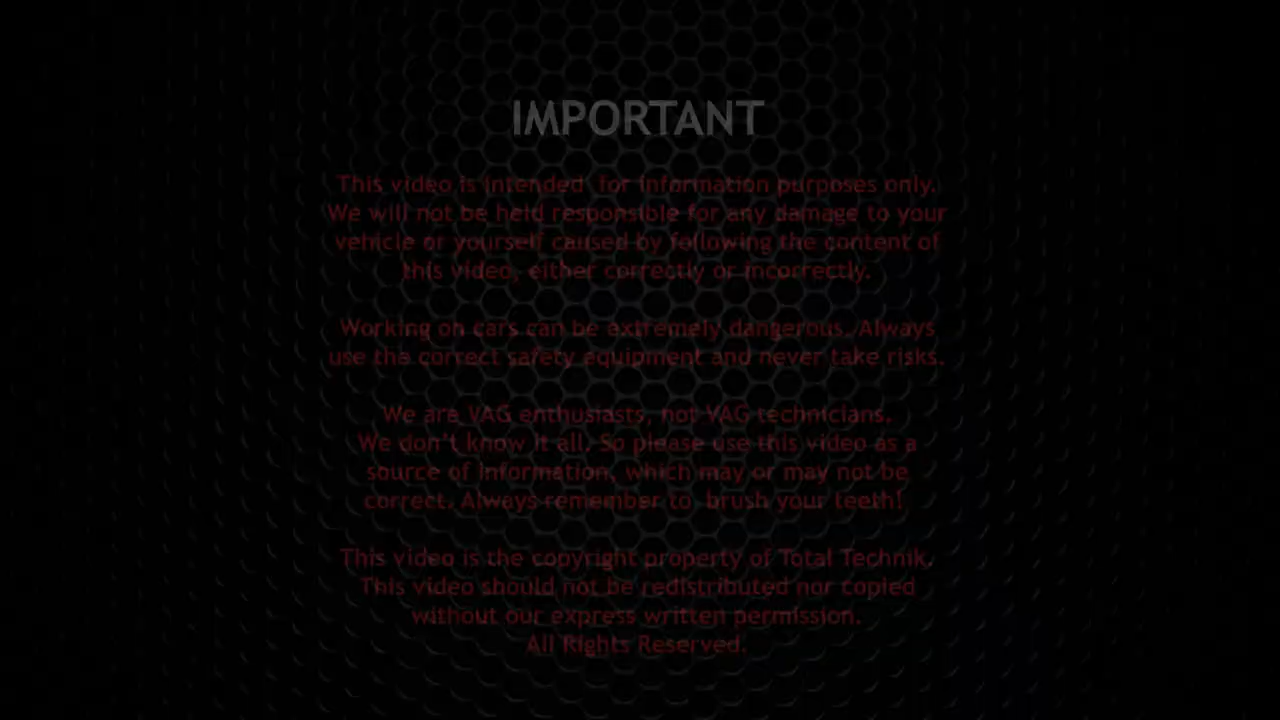 IMPORTANT
This video is intended for information purposes only.
We will not be held responsible for any damage to your
vehicle or yourself caused by following the content of
this video, either correctly or incorrectly.
Working on cars can be extremely dangerous. Always
use the correct safety equipment and never take risks.
We are VAG enthusiasts, not VAG technicians.
We don't know it all. So please use this video as a
source of information, which may or may not be
correct. Always remember to brush your teeth!
This video is the copyright property of Total Technik.
This video should not be redistributed nor copied
without our express written permission.
All Rights Reserved.